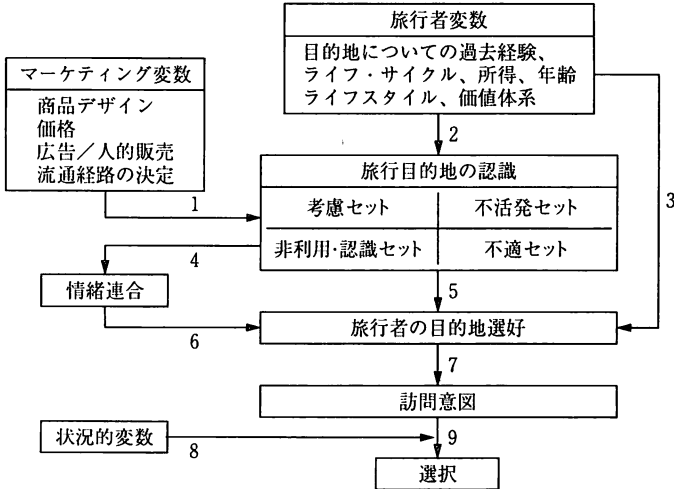 旅行者変数
目的地についての過去経験、
ライフ・サイクル、所得、年齢
ライフスタイル、価値体系
マーケティング変数
商品デザイン
価格
広告／人的販売
流通経路の決定
2
旅行目的地の認識
考慮セット
不活発セット
非利用・認識セット
不適セット
1
3
4
5
情緒連合
6
旅行者の目的地選好
7
訪問意図
状況的変数
8
9
選択